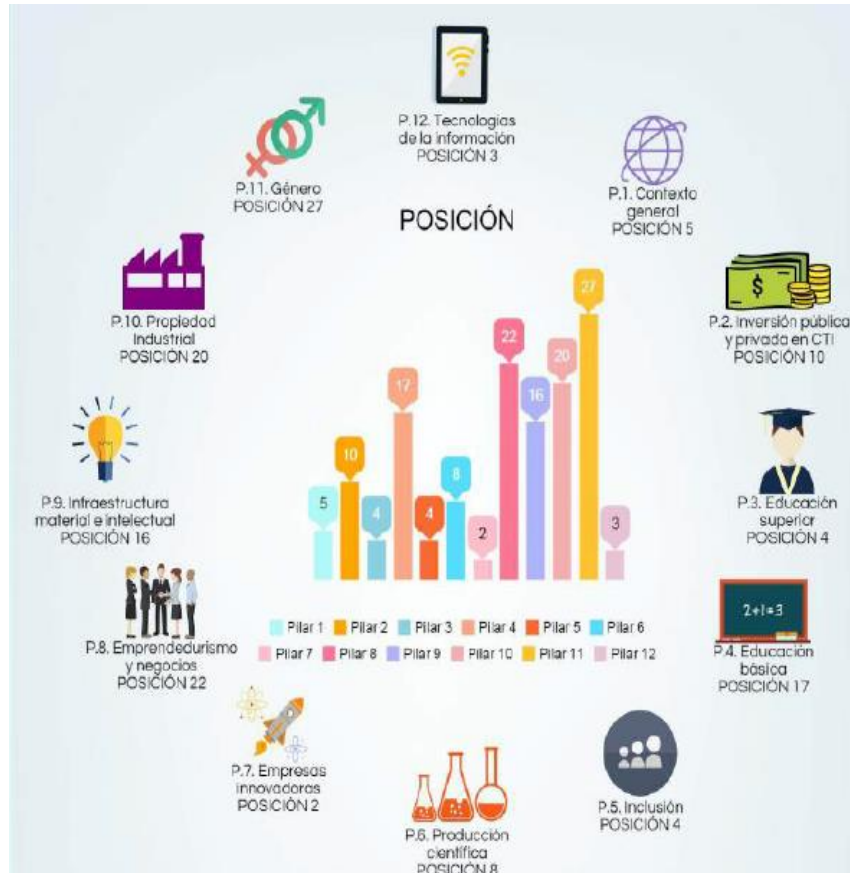 P.12. Tecnologías
de la información
POSICIÓN 3
P.11. Género
POSICIÓN 27
P.1. Contexto
general
POSICIÓN 5
POSICIÓN
P.10. Propiedad
Industrial
POSICIÓN 20
P.2. Inversión pública
y privada en CTI
POSICIÓN 10
P.9. Infraestructura
material e intelectual
POSICIÓN 16
P.3. Educación
superior
POSICIÓN 4
5
10
4
17
4
8
2
22
16
20
27
3
2+1=3
Pilar 1 Pilar 2 Pilar 3 Pilar 4 Pilar 5 Pilar 6
Pilar 7 Pilar 8 Pilar 9 Pilar 10 Pilar 11 Pilar 12
P.8. Emprendedurismo
y negocios
POSICIÓN 22
P.4. Educación
básica
POSICIÓN 17
P.7. Empresas
innovadoras
POSICIÓN 2
P.5. Inclusión
POSICIÓN 4
P.6. Producción
científica
POSICIÓN 8
$